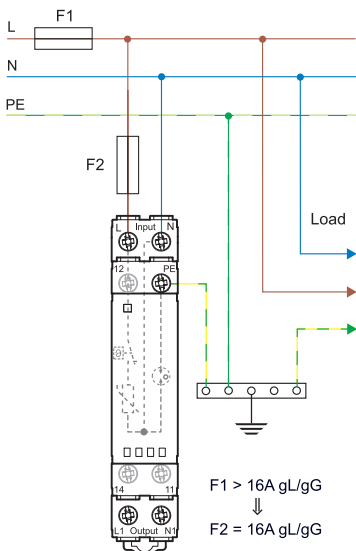 F1
L
N
PE
F2
L Input N
Load
12 PE
14 11
L1 Output N1
F1 > 16A gL/gG
⇓
F2 = 16A gL/gG